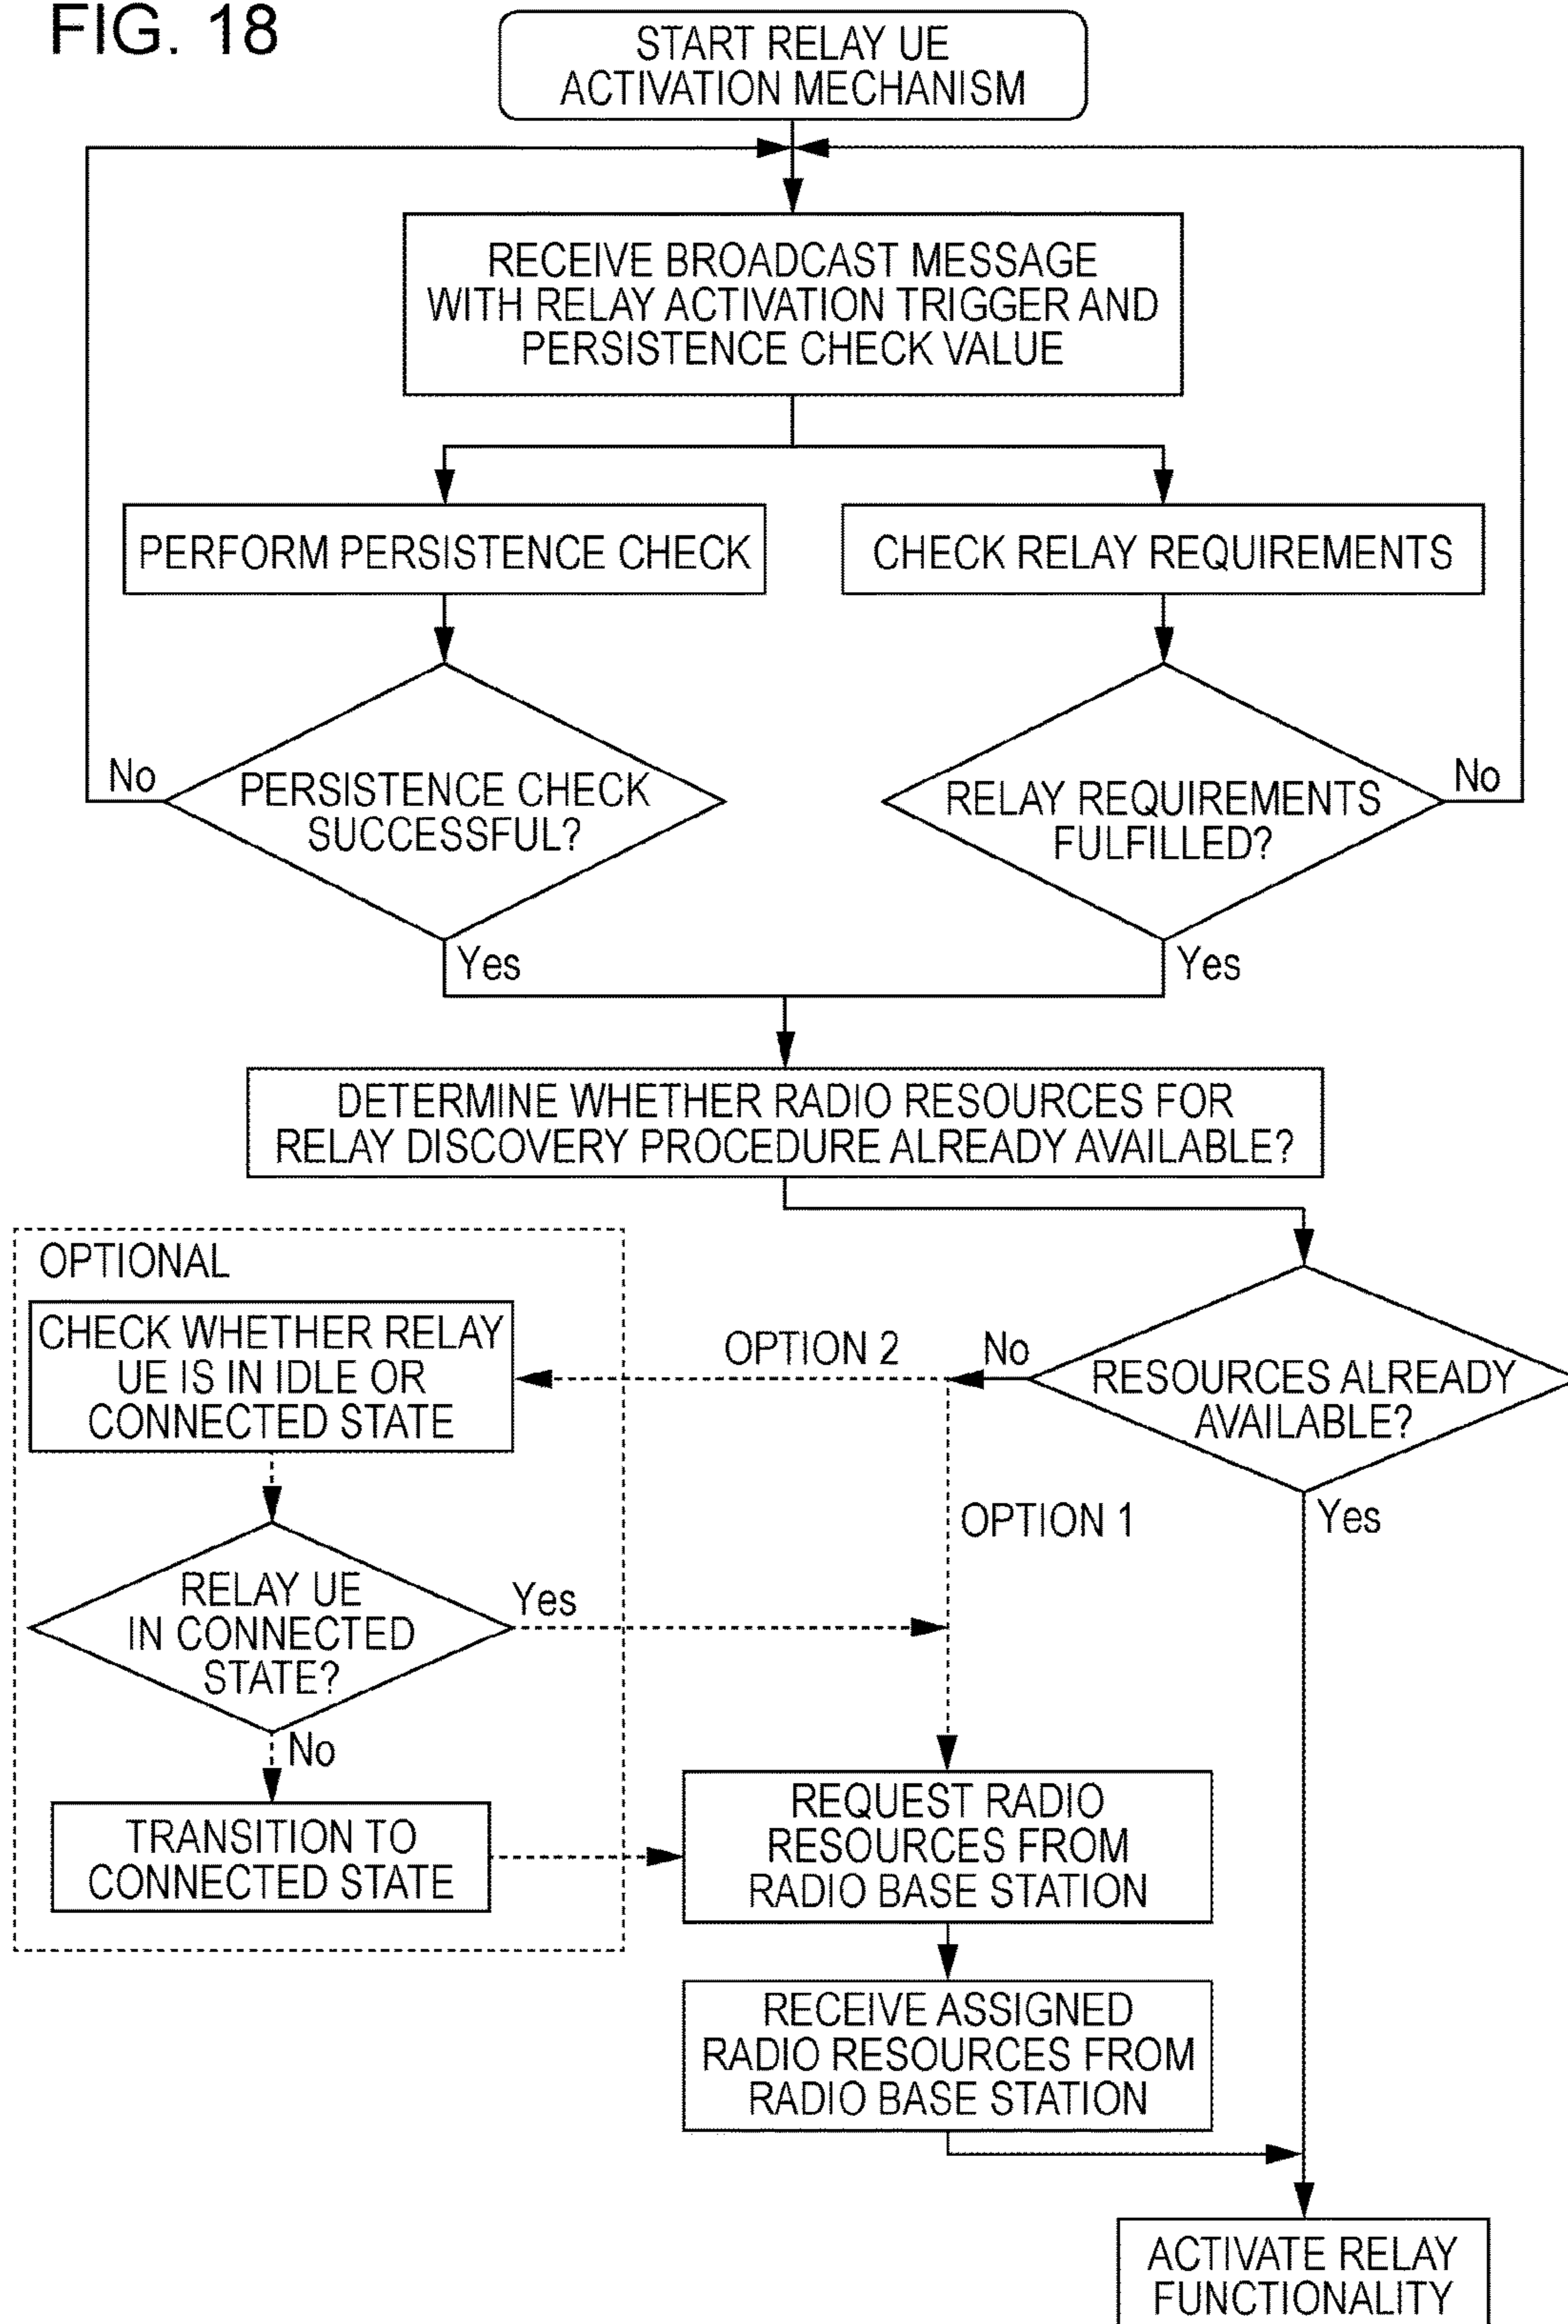 FIG. 18
START RELAY UE
ACTIVATION MECHANISM
RECEIVE BROADCAST MESSAGE
WITH RELAY ACTIVATION TRIGGER AND
PERSISTENCE CHECK VALUE
PERFORM PERSISTENCE CHECK
CHECK RELAY REQUIREMENTS
No
PERSISTENCE CHECK
SUCCESSFUL?
Yes
RELAY REQUIREMENTS
FULFILLED?
No
Yes
DETERMINE WHETHER RADIO RESOURCES FOR
RELAY DISCOVERY PROCEDURE ALREADY AVAILABLE?
OPTIONAL
CHECK WHETHER RELAY
UE IS IN IDLE OR
CONNECTED STATE
OPTION 2
No
RESOURCES ALREADY
AVAILABLE?
OPTION 1
Yes
RELAY UE
IN CONNECTED
STATE?
Yes
No
TRANSITION TO
CONNECTED STATE
REQUEST RADIO
RESOURCES FROM
RADIO BASE STATION
RECEIVE ASSIGNED
RADIO RESOURCES FROM
RADIO BASE STATION
ACTIVATE RELAY
FUNCTIONALITY